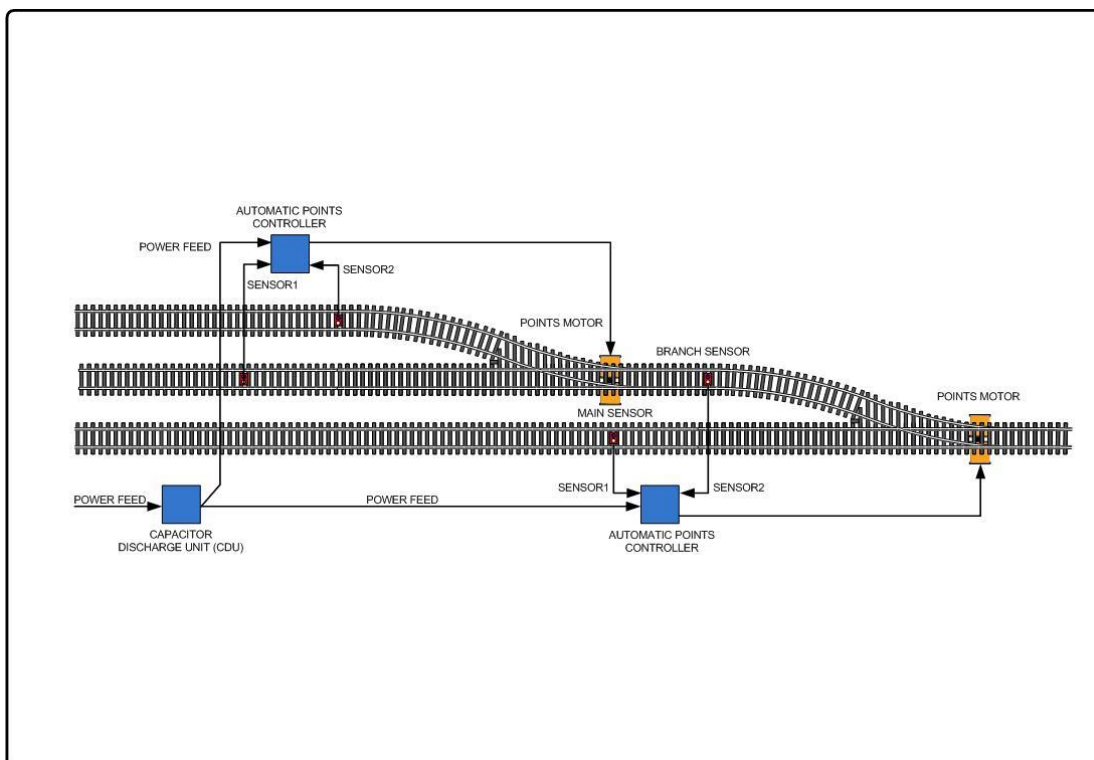 AUTOMATIC POINTS
CONTROLLER
POWER FEED
SENSOR2
SENSOR1
POINTS MOTOR
BRANCH SENSOR
POINTS MOTOR
MAIN SENSOR
SENSOR1
SENSOR2
POWER FEED
POWER FEED
CAPACITOR
DISCHARGE UNIT (CDU)
AUTOMATIC POINTS
CONTROLLER